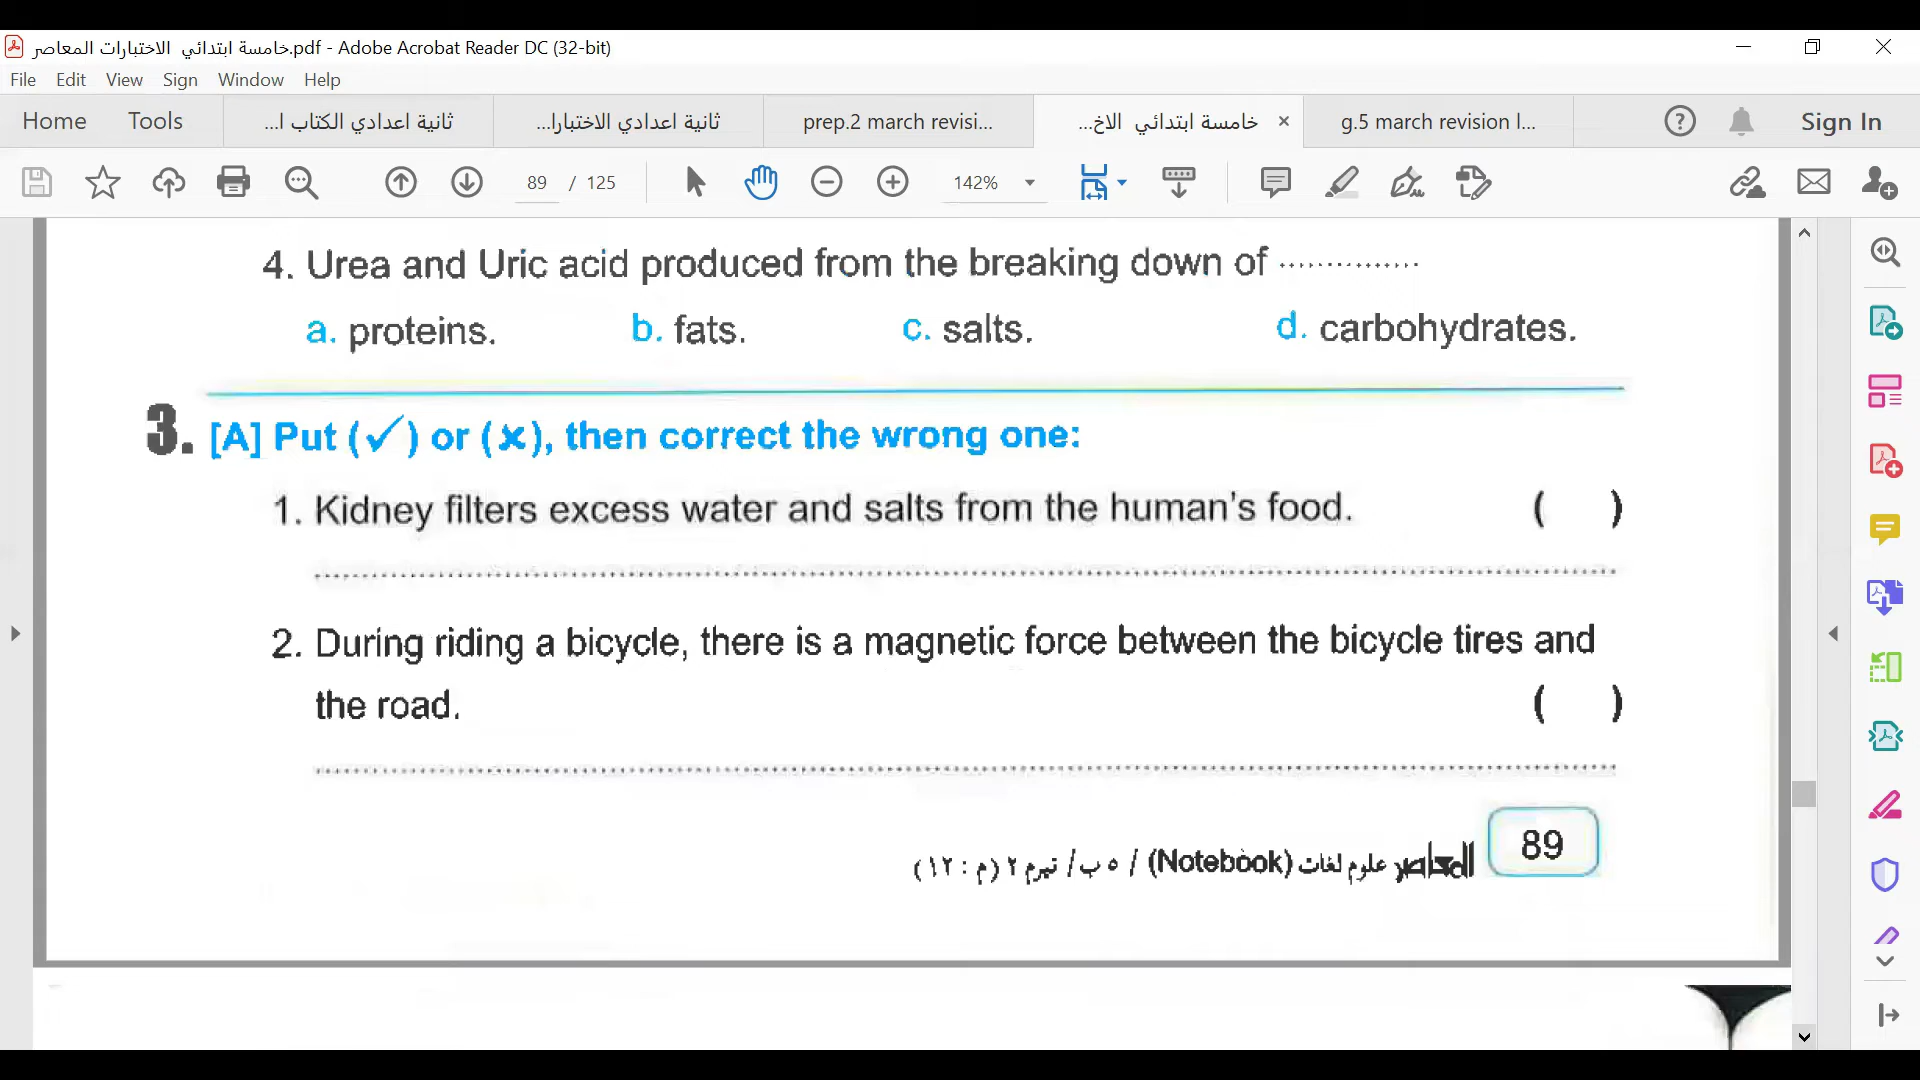 خامسة ابتدائي الاختبارات المعاصر.pdf - Adobe Acrobat Reader DC (32-bit)
File Edit View Sign Window Help
Home Tools ثانية اعدادي الكتاب ا... ثانية اعدادي الاختبارا... prep.2 march revisi... خامسة ابتدائي الاخ... × g.5 march revision l... Sign In
89 / 125 142%
4. Urea and Uric acid produced from the breaking down of ...............
a. proteins. b. fats. c. salts. d. carbohydrates.
3. [A] Put (✓) or (×), then correct the wrong one:
1. Kidney filters excess water and salts from the human's food. ( )
2. During riding a bicycle, there is a magnetic force between the bicycle tires and
the road. ( )
المعاصر علوم لغات (Notebook) / ٥ ب/ تيرم ٢ (م : ١٢) 89